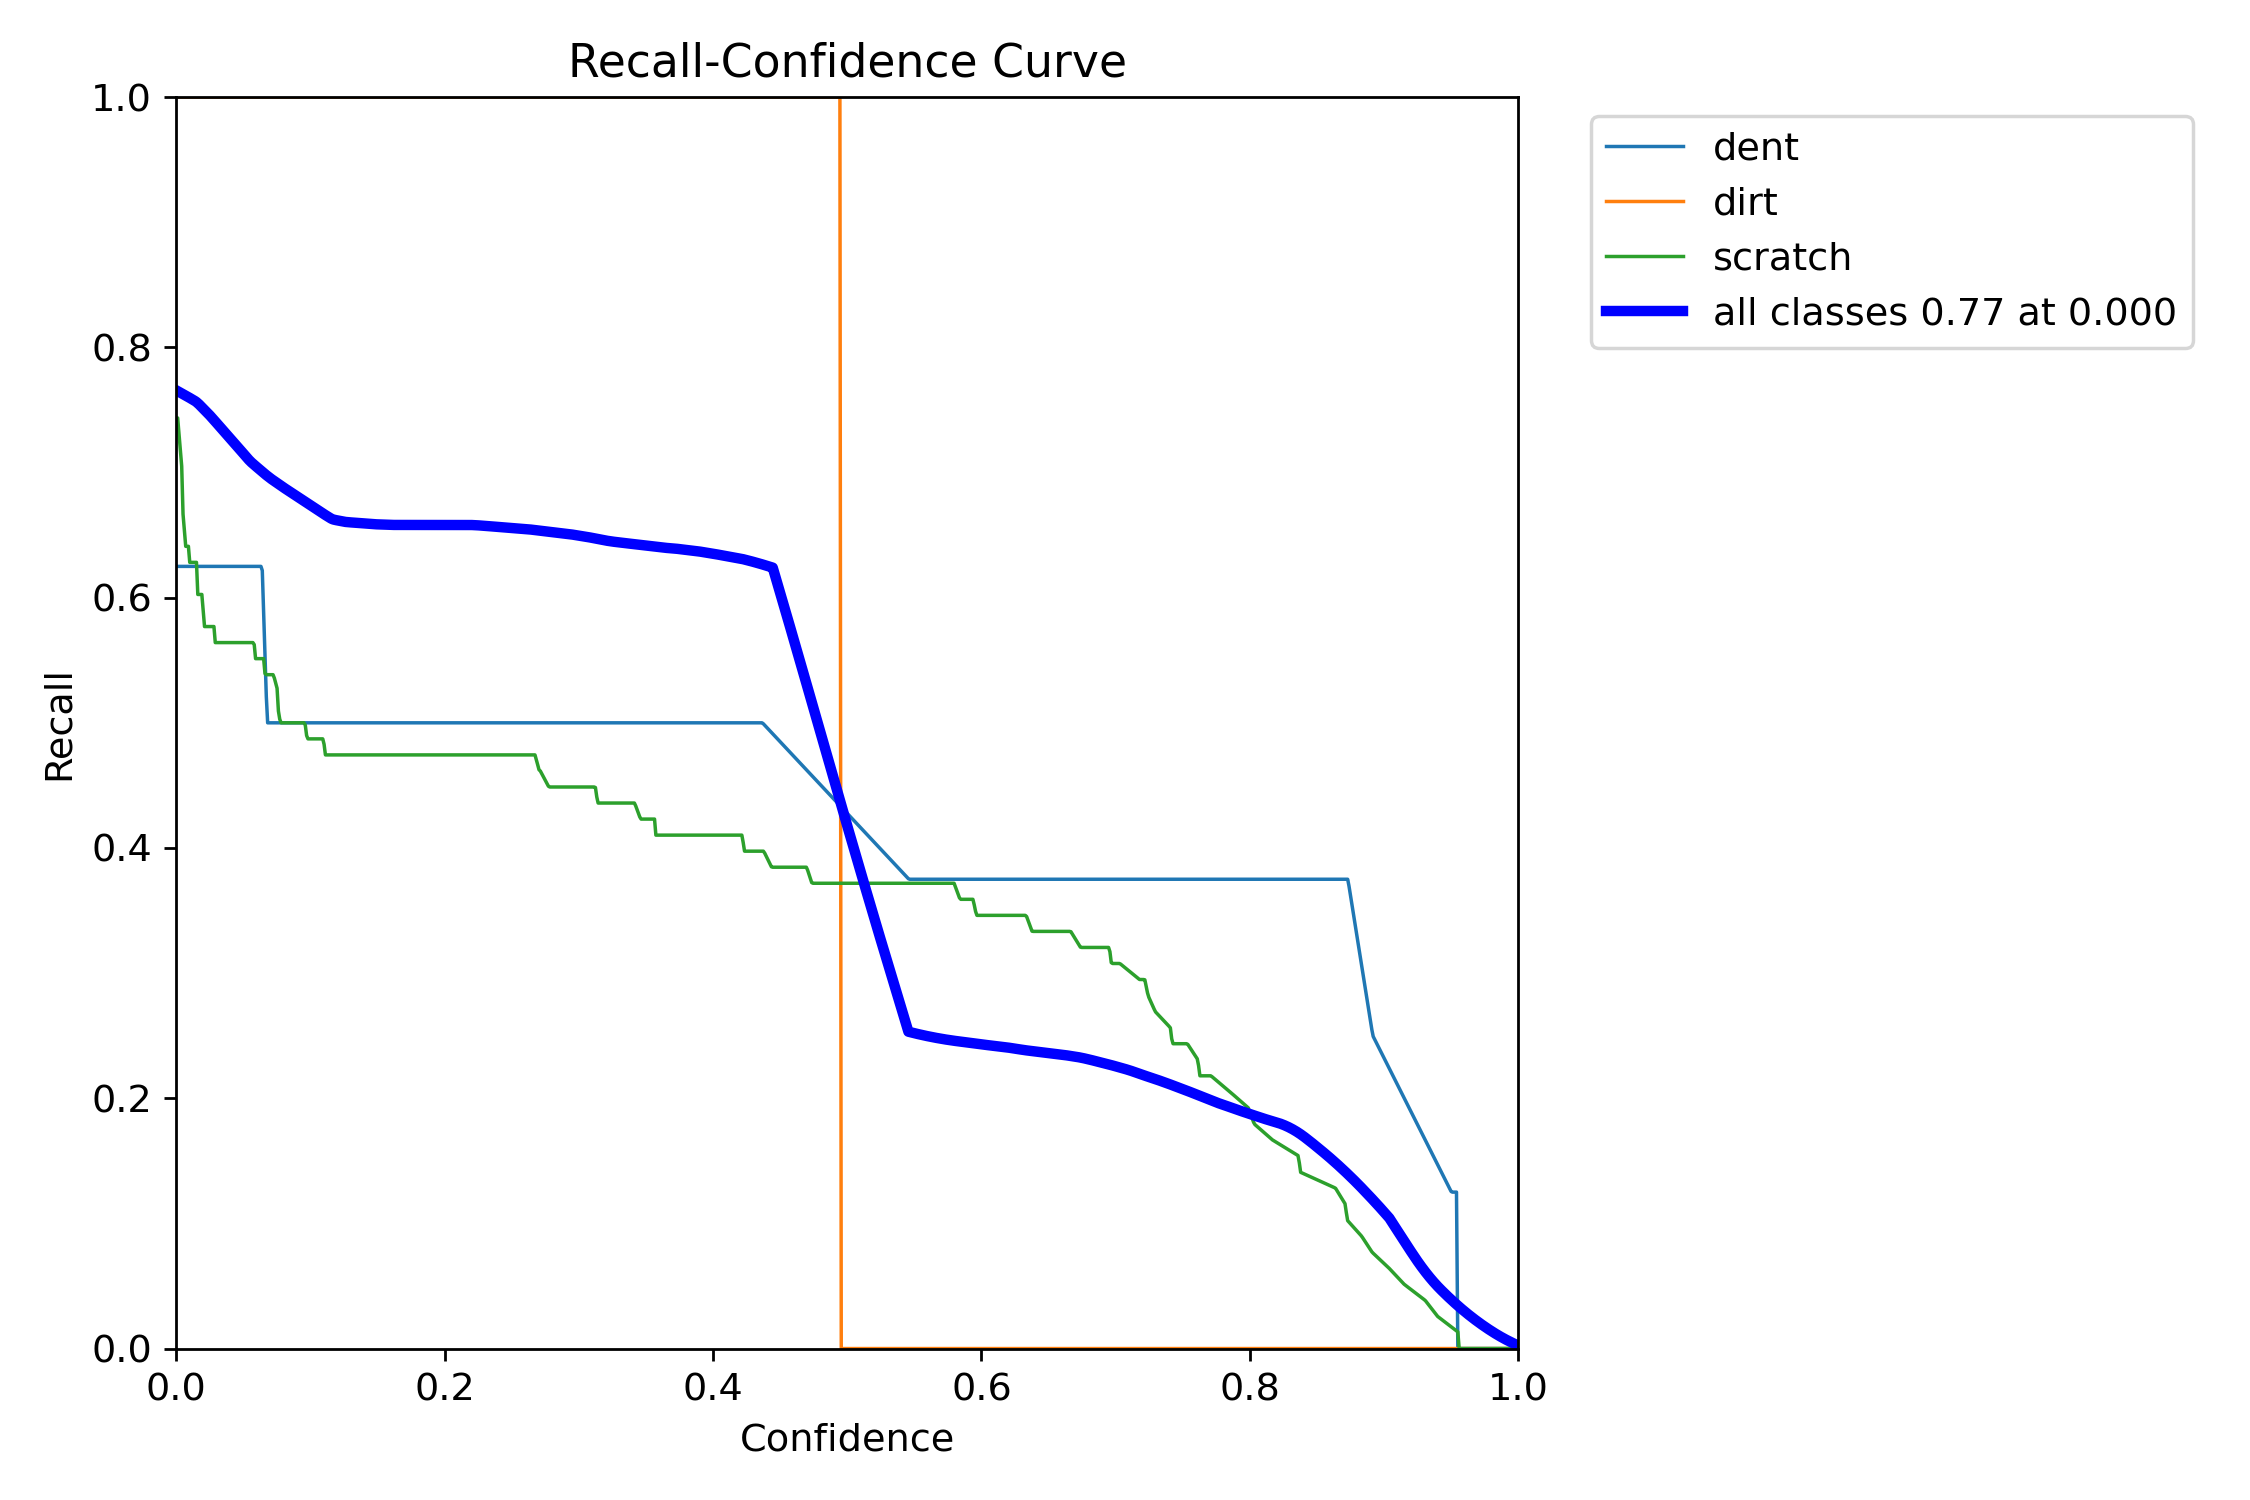 Recall-Confidence Curve
1.0
0.8
0.6
0.4
0.2
0.0
Recall
0.0 0.2 0.4 0.6 0.8 1.0
Confidence
dent
dirt
scratch
all classes 0.77 at 0.000